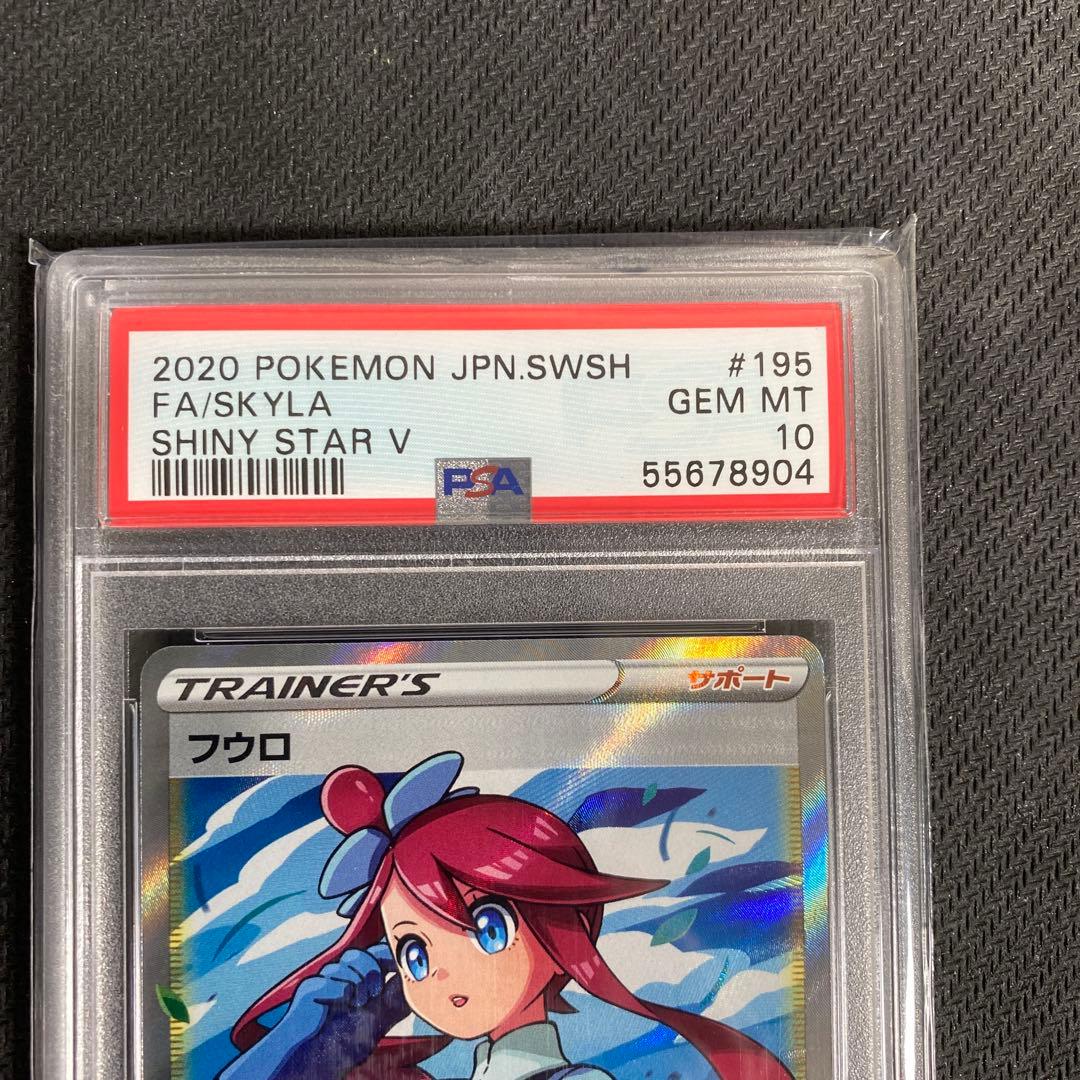 2020 POKEMON JPN.SWSH #195
FA/SKYLA GEM MT
SHINY STAR V 10
PSA 55678904
TRAINER'S サポート
フウロ